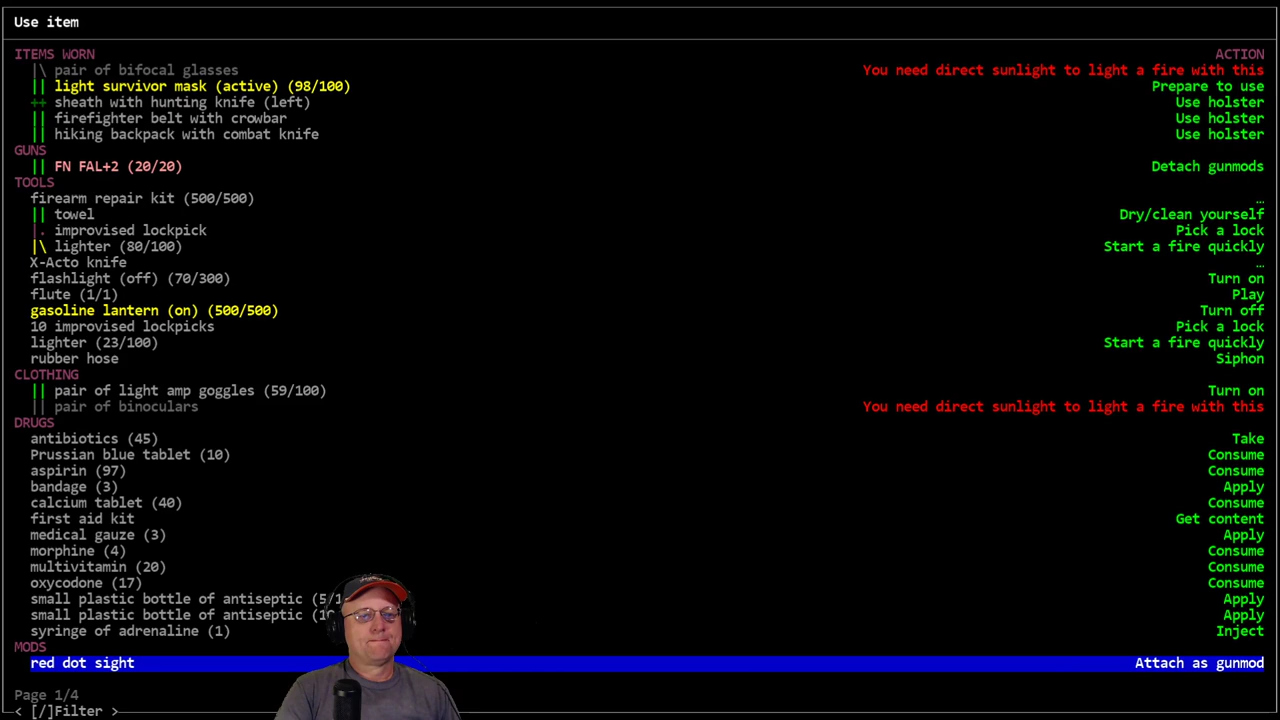 Use item
ITEMS WORN ACTION
|\ pair of bifocal glasses You need direct sunlight to light a fire with this
|| light survivor mask (active) (98/100) Prepare to use
++ sheath with hunting knife (left) Use holster
|| firefighter belt with crowbar Use holster
|| hiking backpack with combat knife Use holster
GUNS
|| FN FAL+2 (20/20) Detach gunmods
TOOLS
firearm repair kit (500/500) …
|| towel Dry/clean yourself
|. improvised lockpick Pick a lock
|\ lighter (80/100) Start a fire quickly
X-Acto knife …
flashlight (off) (70/300) Turn on
flute (1/1) Play
gasoline lantern (on) (500/500) Turn off
10 improvised lockpicks Pick a lock
lighter (23/100) Start a fire quickly
rubber hose Siphon
CLOTHING
|| pair of light amp goggles (59/100) Turn on
|| pair of binoculars You need direct sunlight to light a fire with this
DRUGS
antibiotics (45) Take
Prussian blue tablet (10) Consume
aspirin (97) Consume
bandage (3) Apply
calcium tablet (40) Consume
first aid kit Get content
medical gauze (3) Apply
morphine (4) Consume
multivitamin (20) Consume
oxycodone (17) Consume
small plastic bottle of antiseptic Apply
small plastic bottle of antiseptic Apply
syringe of adrenaline (1) Inject
MODS
red dot sight Attach as gunmod
Page 1/4
< [/]Filter >